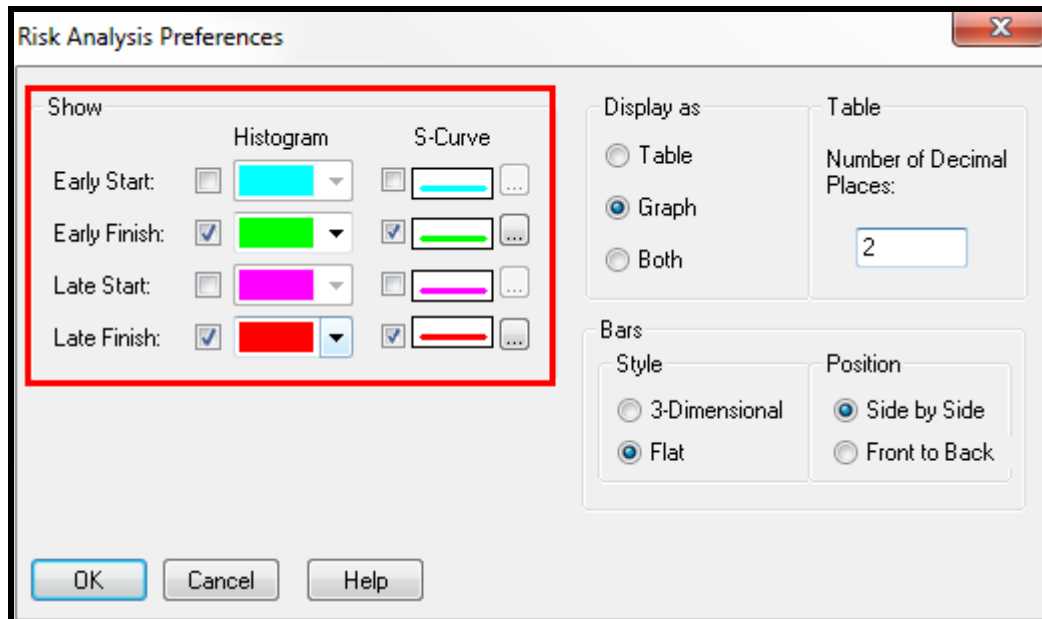 Risk Analysis Preferences
Show
Histogram S-Curve
Early Start: ...
Early Finish: ...
Late Start: ...
Late Finish: ...
Display as
Table
Graph
Both
Table
Number of Decimal
Places:
2
Bars
Style
3-Dimensional
Flat
Position
Side by Side
Front to Back
OK Cancel Help